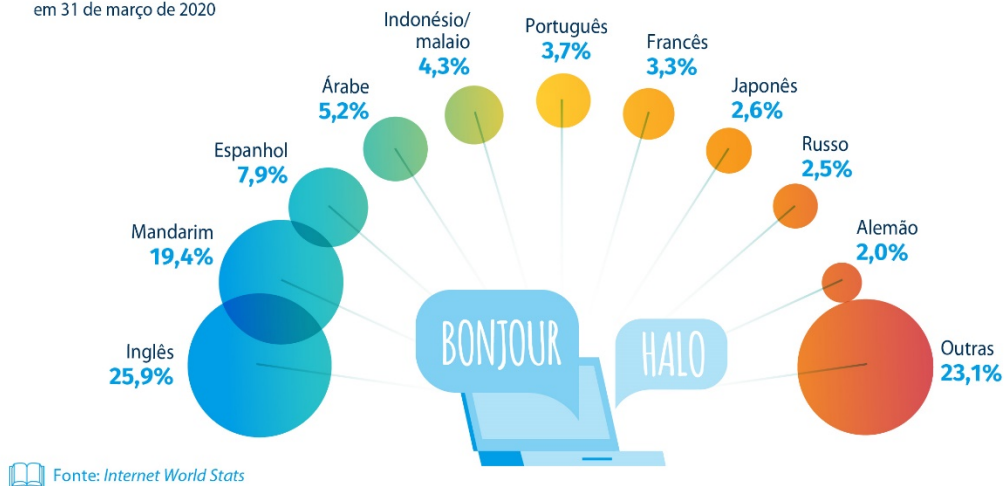 em 31 de março de 2020
Indonésio/
malaio
4,3%
Português
3,7%
Francês
3,3%
Árabe
5,2%
Japonês
2,6%
Espanhol
7,9%
Russo
2,5%
Mandarim
19,4%
Alemão
2,0%
Inglês
25,9%
BONJOUR
HALO
Outras
23,1%
Fonte: Internet World Stats